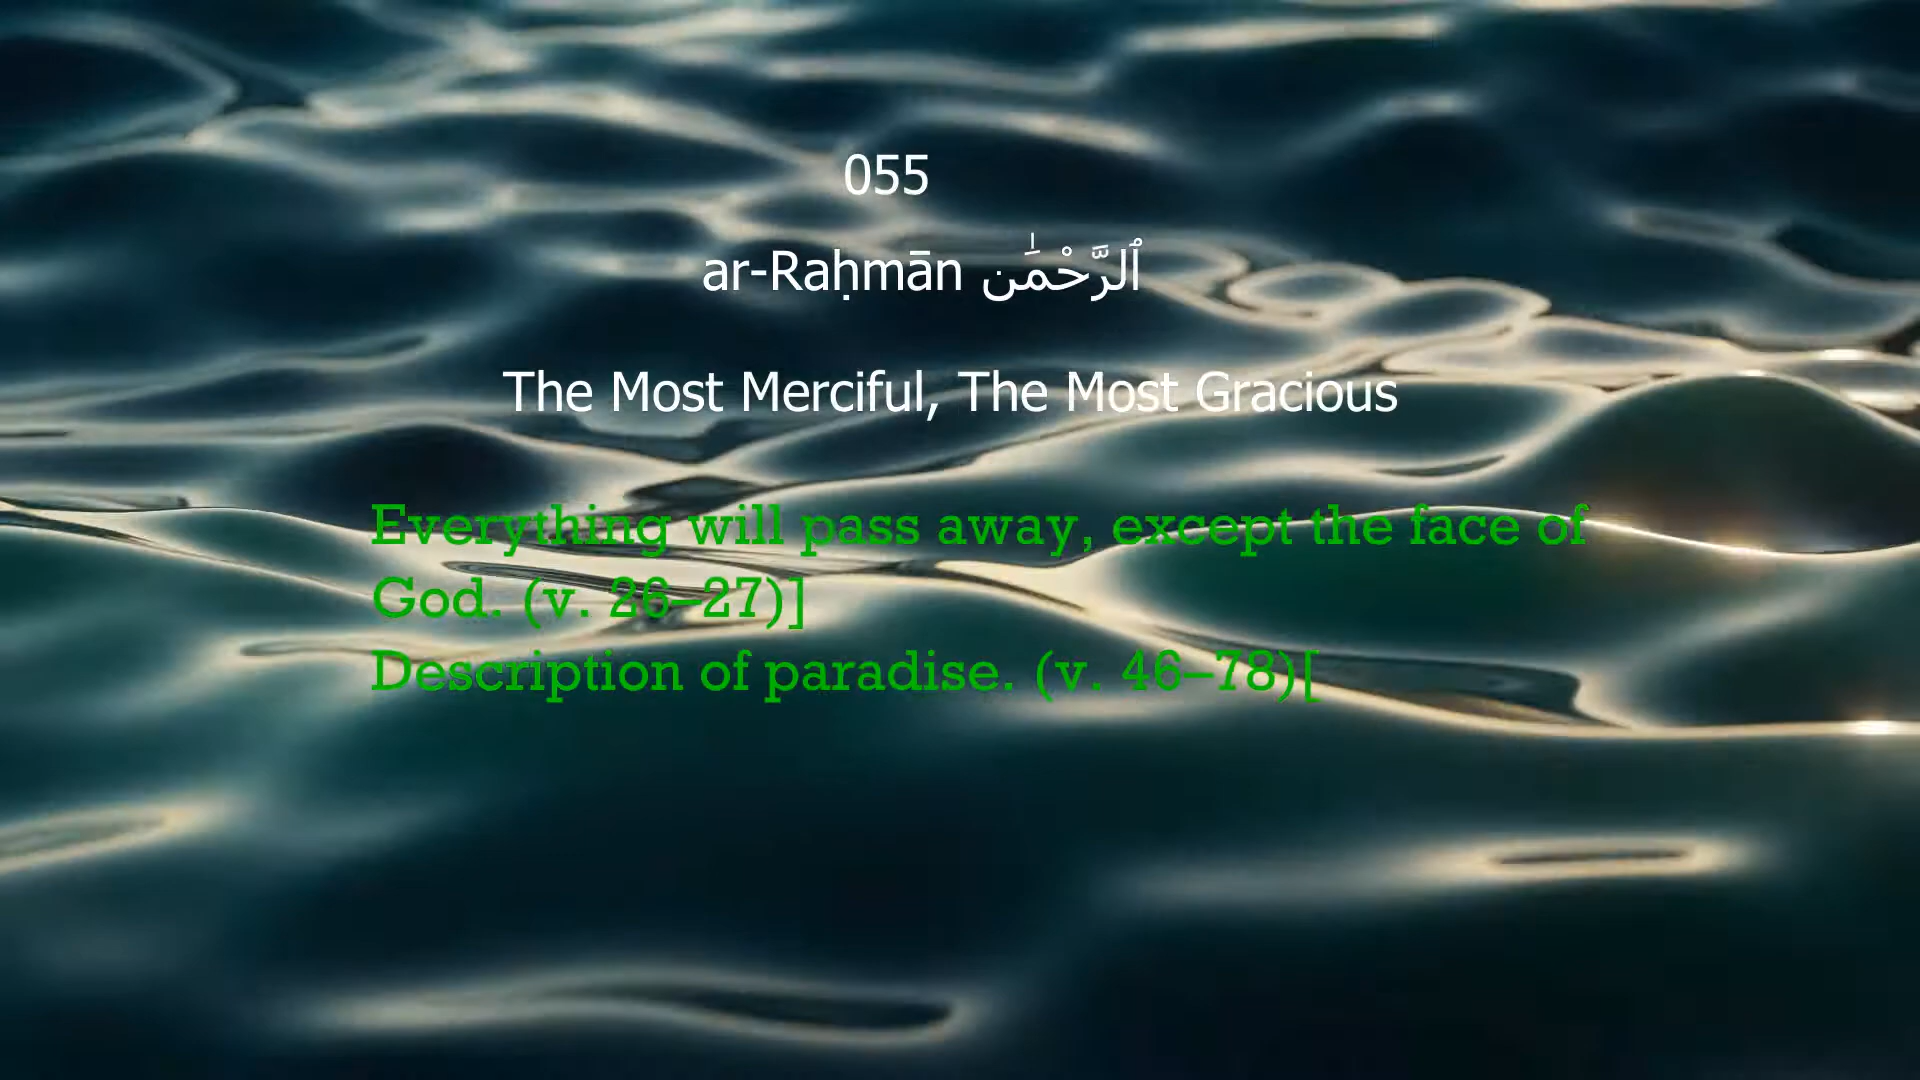 055
ar-Raḥmān ٱلرَّحْمَٰن
The Most Merciful, The Most Gracious
Everything will pass away, except the face of
God. (v. 26–27)]
Description of paradise. (v. 46–78)[